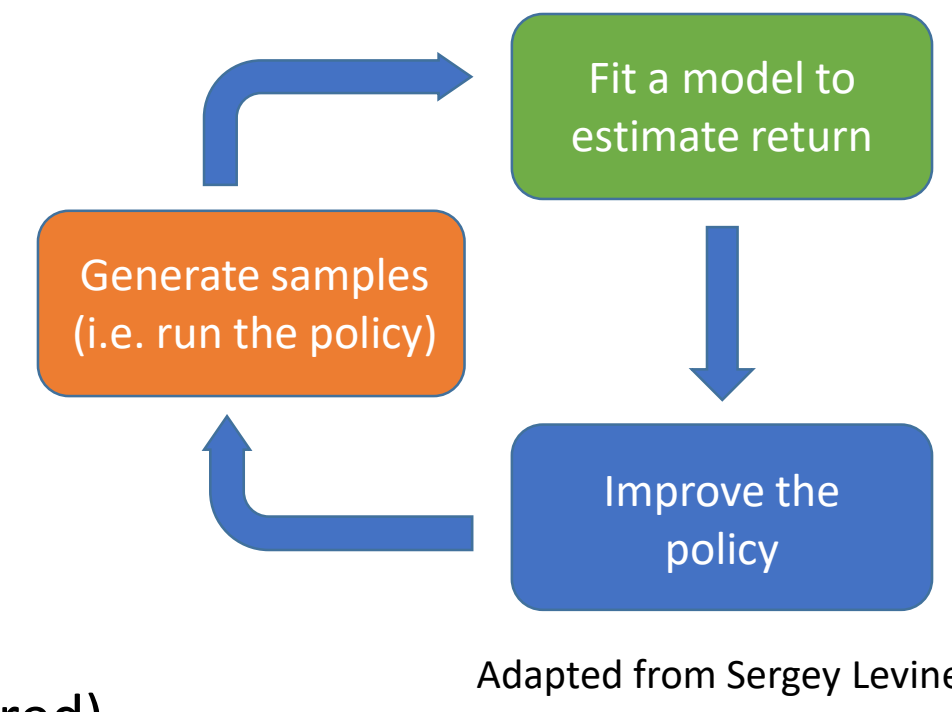 Fit a model to
estimate return
Generate samples
(i.e. run the policy)
Improve the
policy
Adapted from Sergey Levine